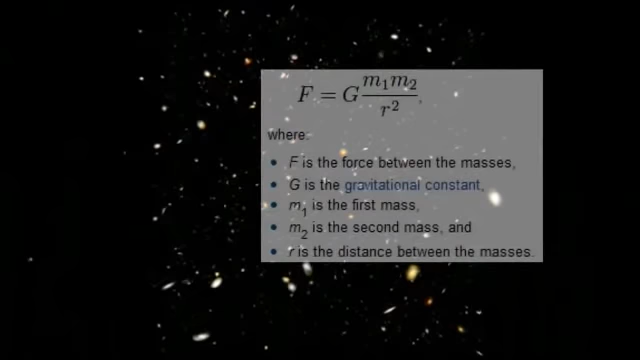 F = G m₁m₂ / r² ,
where:
• F is the force between the masses,
• G is the gravitational constant,
• m₁ is the first mass,
• m₂ is the second mass, and
• r is the distance between the masses.